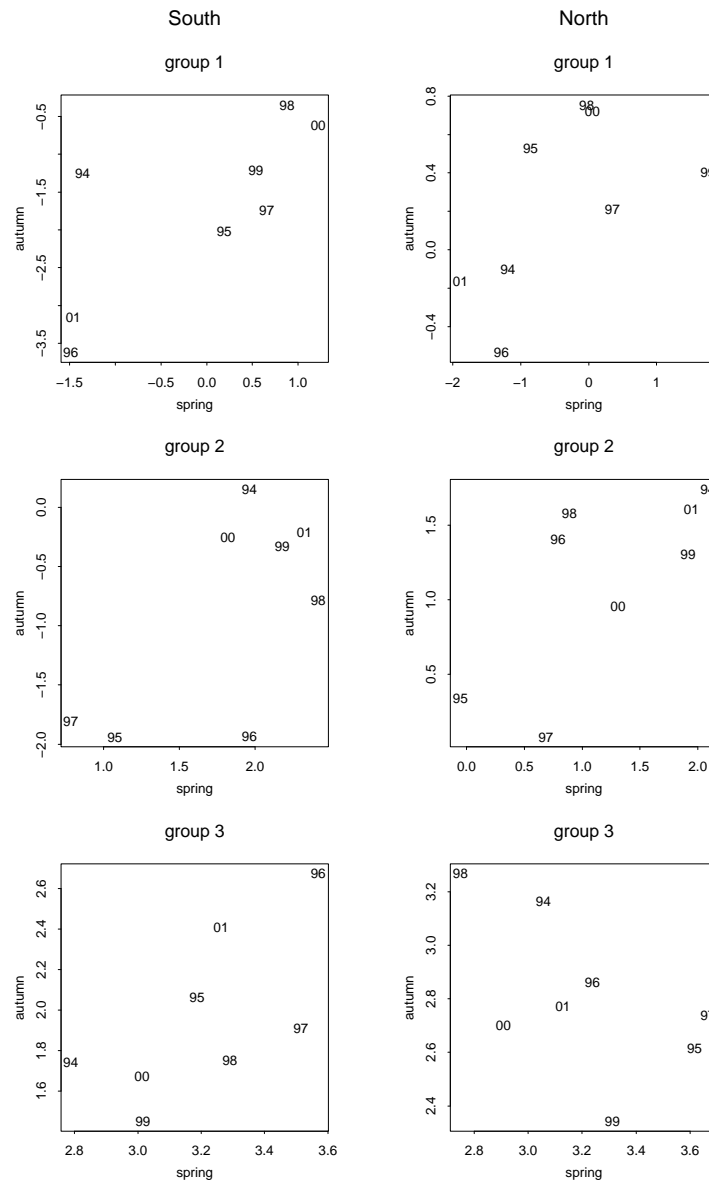 South
group 1
autumn
−0.5
−1.5
−2.5
−3.5
98
00
94
99
97
95
01
96
−1.5 −0.5 0.0 0.5 1.0
spring
North
group 1
autumn
0.8
0.4
0.0
−0.4
98
00
95
99
97
94
01
96
−2 −1 0 1
spring
group 2
autumn
0.0
−0.5
−1.0
−1.5
−2.0
94
01
00
99
98
97
95
96
1.0 1.5 2.0
spring
group 2
autumn
1.5
1.0
0.5
94
01
98
96
99
00
95
97
0.0 0.5 1.0 1.5 2.0
spring
group 3
autumn
2.6
2.4
2.2
2.0
1.8
1.6
96
01
95
97
98
94
00
99
2.8 3.0 3.2 3.4 3.6
spring
group 3
autumn
3.2
3.0
2.8
2.6
2.4
98
94
96
01
97
00
95
99
2.8 3.0 3.2 3.4 3.6
spring